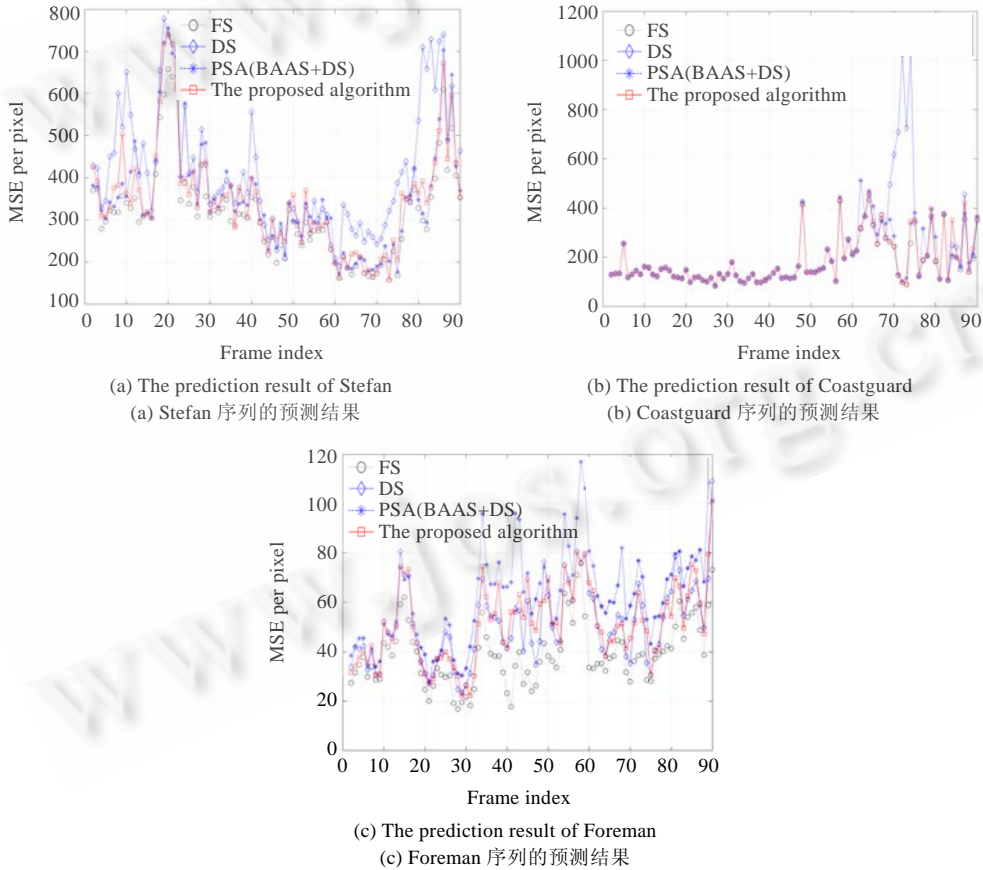 800
700
600
500
400
300
200
100
MSE per pixel
FS
DS
PSA(BAAS+DS)
The proposed algorithm
0 10 20 30 40 50 60 70 80 90
Frame index
(a) The prediction result of Stefan
(a) Stefan 序列的预测结果
1200
1000
800
600
400
200
0
MSE per pixel
FS
DS
PSA(BAAS+DS)
The proposed algorithm
0 10 20 30 40 50 60 70 80 90
Frame index
(b) The prediction result of Coastguard
(b) Coastguard 序列的预测结果
120
100
80
60
40
20
0
MSE per pixel
FS
DS
PSA(BAAS+DS)
The proposed algorithm
0 10 20 30 40 50 60 70 80 90
Frame index
(c) The prediction result of Foreman
(c) Foreman 序列的预测结果
www.jos.org.cn